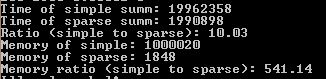 Time of simple summ: 19962358
Time of sparse summ: 1990898
Ratio (simple to sparse): 10.03
Memory of simple: 1000020
Memory of sparse: 1848
Memory ratio (simple to sparse): 541.14